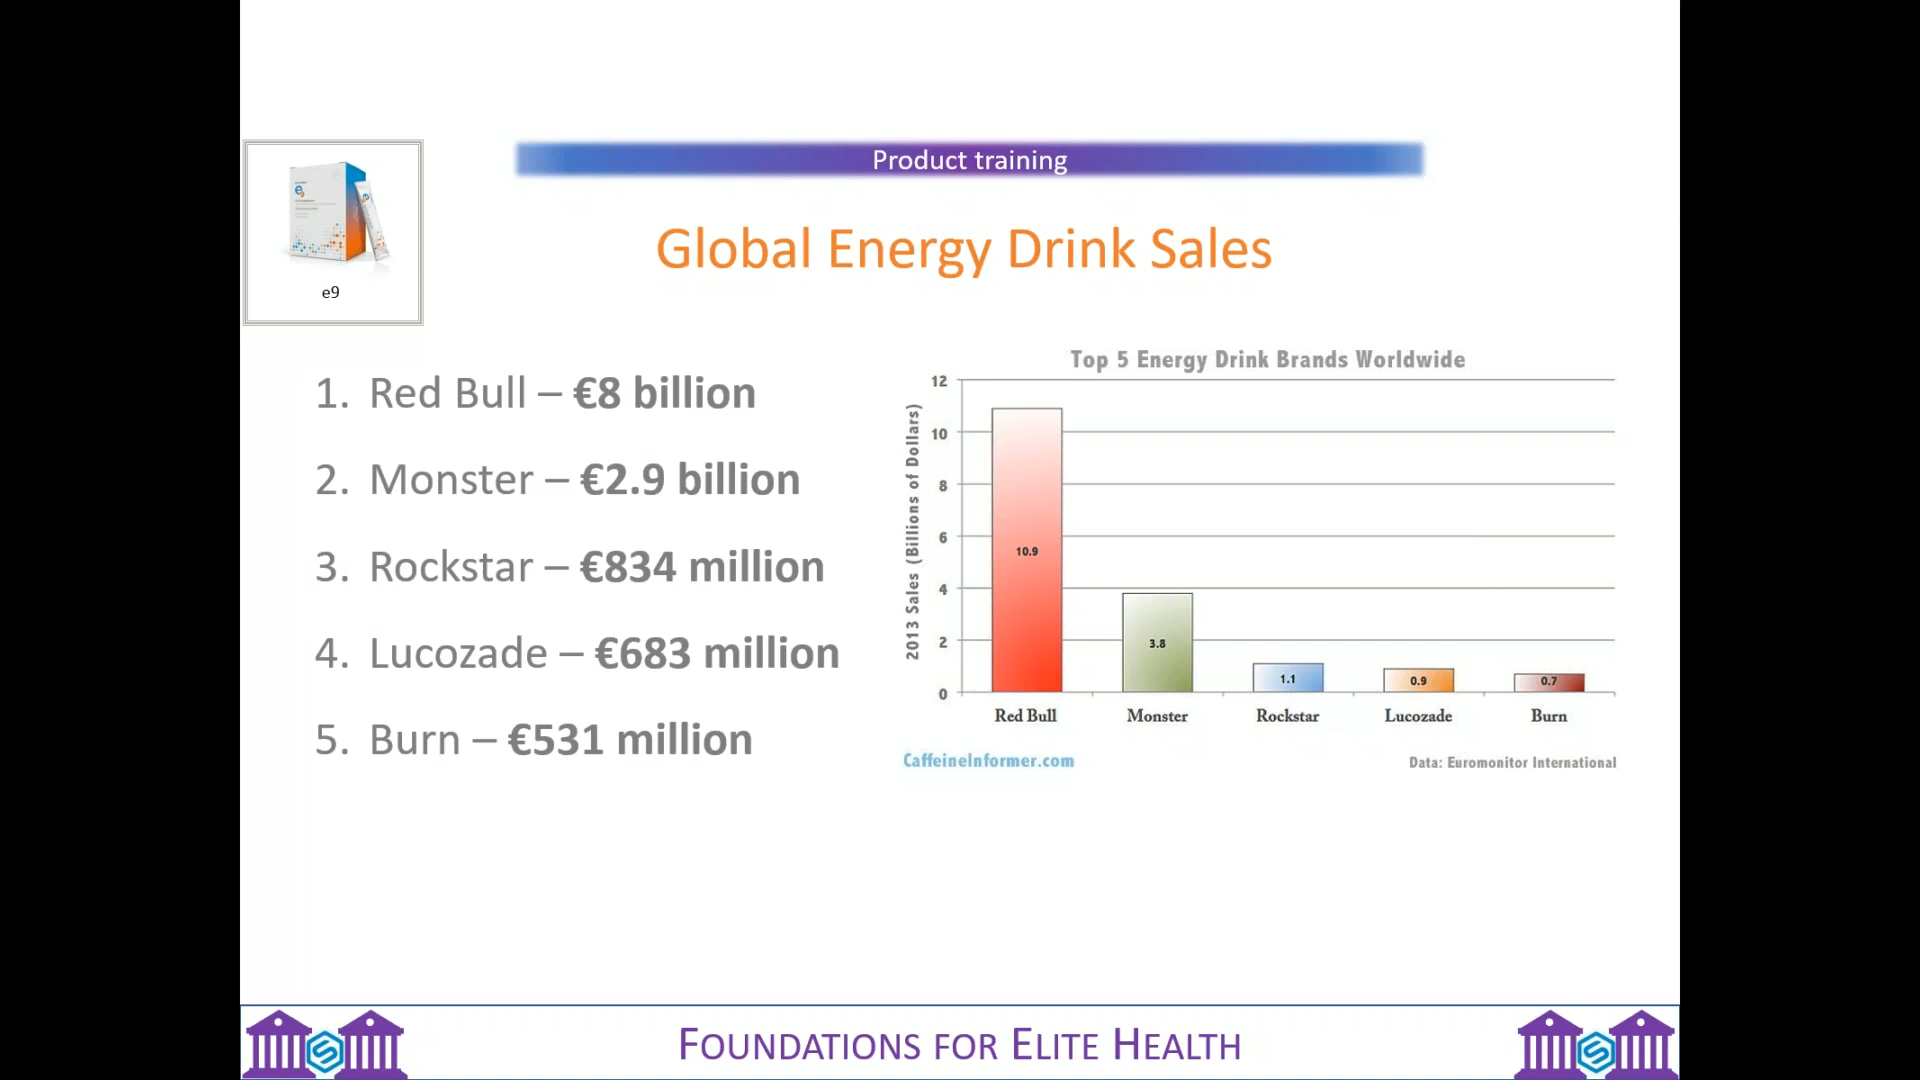 Product training
e9
Global Energy Drink Sales
1. Red Bull – €8 billion
2. Monster – €2.9 billion
3. Rockstar – €834 million
4. Lucozade – €683 million
5. Burn – €531 million
Top 5 Energy Drink Brands Worldwide
2013 Sales (Billions of Dollars)
12
10
8
6
4
2
0
10.9
3.8
1.1
0.9
0.7
Red Bull
Monster
Rockstar
Lucozade
Burn
CaffeineInformer.com
Data: Euromonitor International
FOUNDATIONS FOR ELITE HEALTH